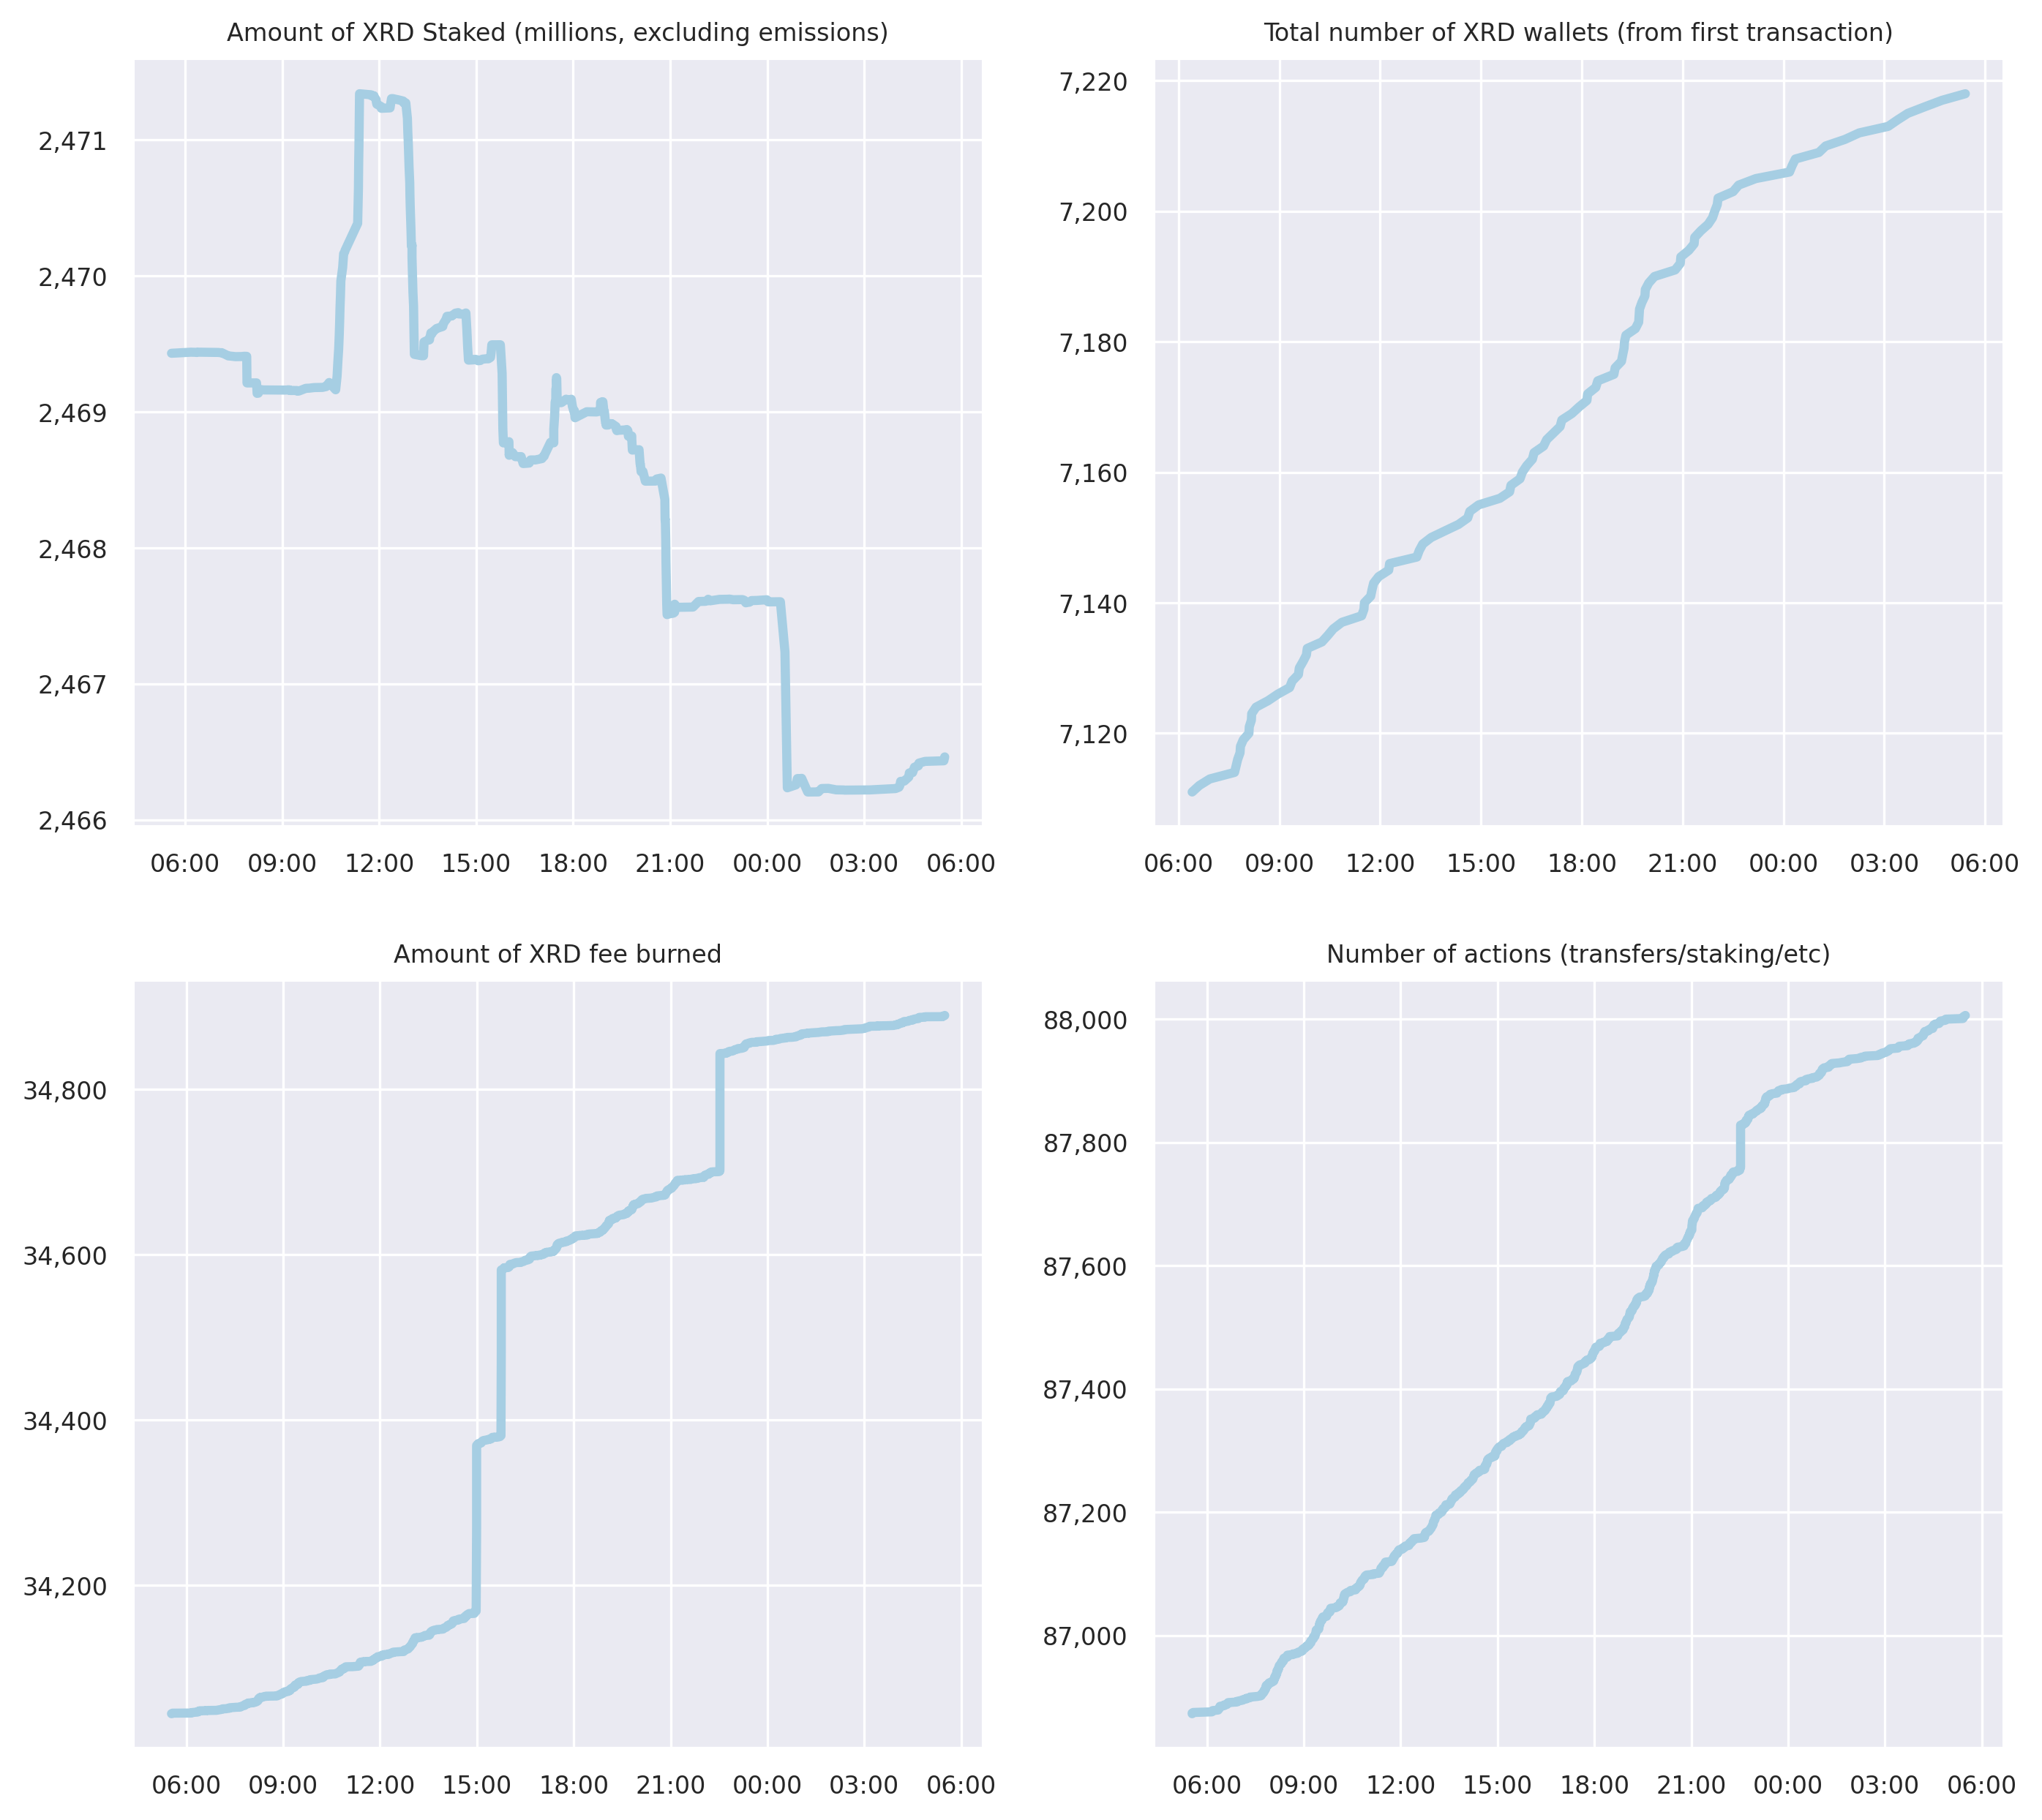 Amount of XRD Staked (millions, excluding emissions)
2,471
2,470
2,469
2,468
2,467
2,466
06:00 09:00 12:00 15:00 18:00 21:00 00:00 03:00 06:00
Total number of XRD wallets (from first transaction)
7,220
7,200
7,180
7,160
7,140
7,120
06:00 09:00 12:00 15:00 18:00 21:00 00:00 03:00 06:00
Amount of XRD fee burned
34,800
34,600
34,400
34,200
06:00 09:00 12:00 15:00 18:00 21:00 00:00 03:00 06:00
Number of actions (transfers/staking/etc)
88,000
87,800
87,600
87,400
87,200
87,000
06:00 09:00 12:00 15:00 18:00 21:00 00:00 03:00 06:00